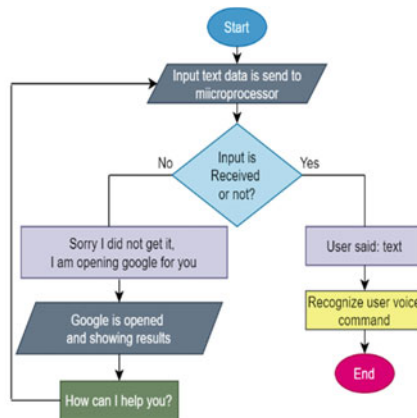 Start
Input text data is send to
miicroprocessor
No
Input is
Received
or not?
Yes
Sorry I did not get it,
I am opening google for you
User said: text
Google is opened
and showing results
Recognize user voice
command
How can I help you?
End